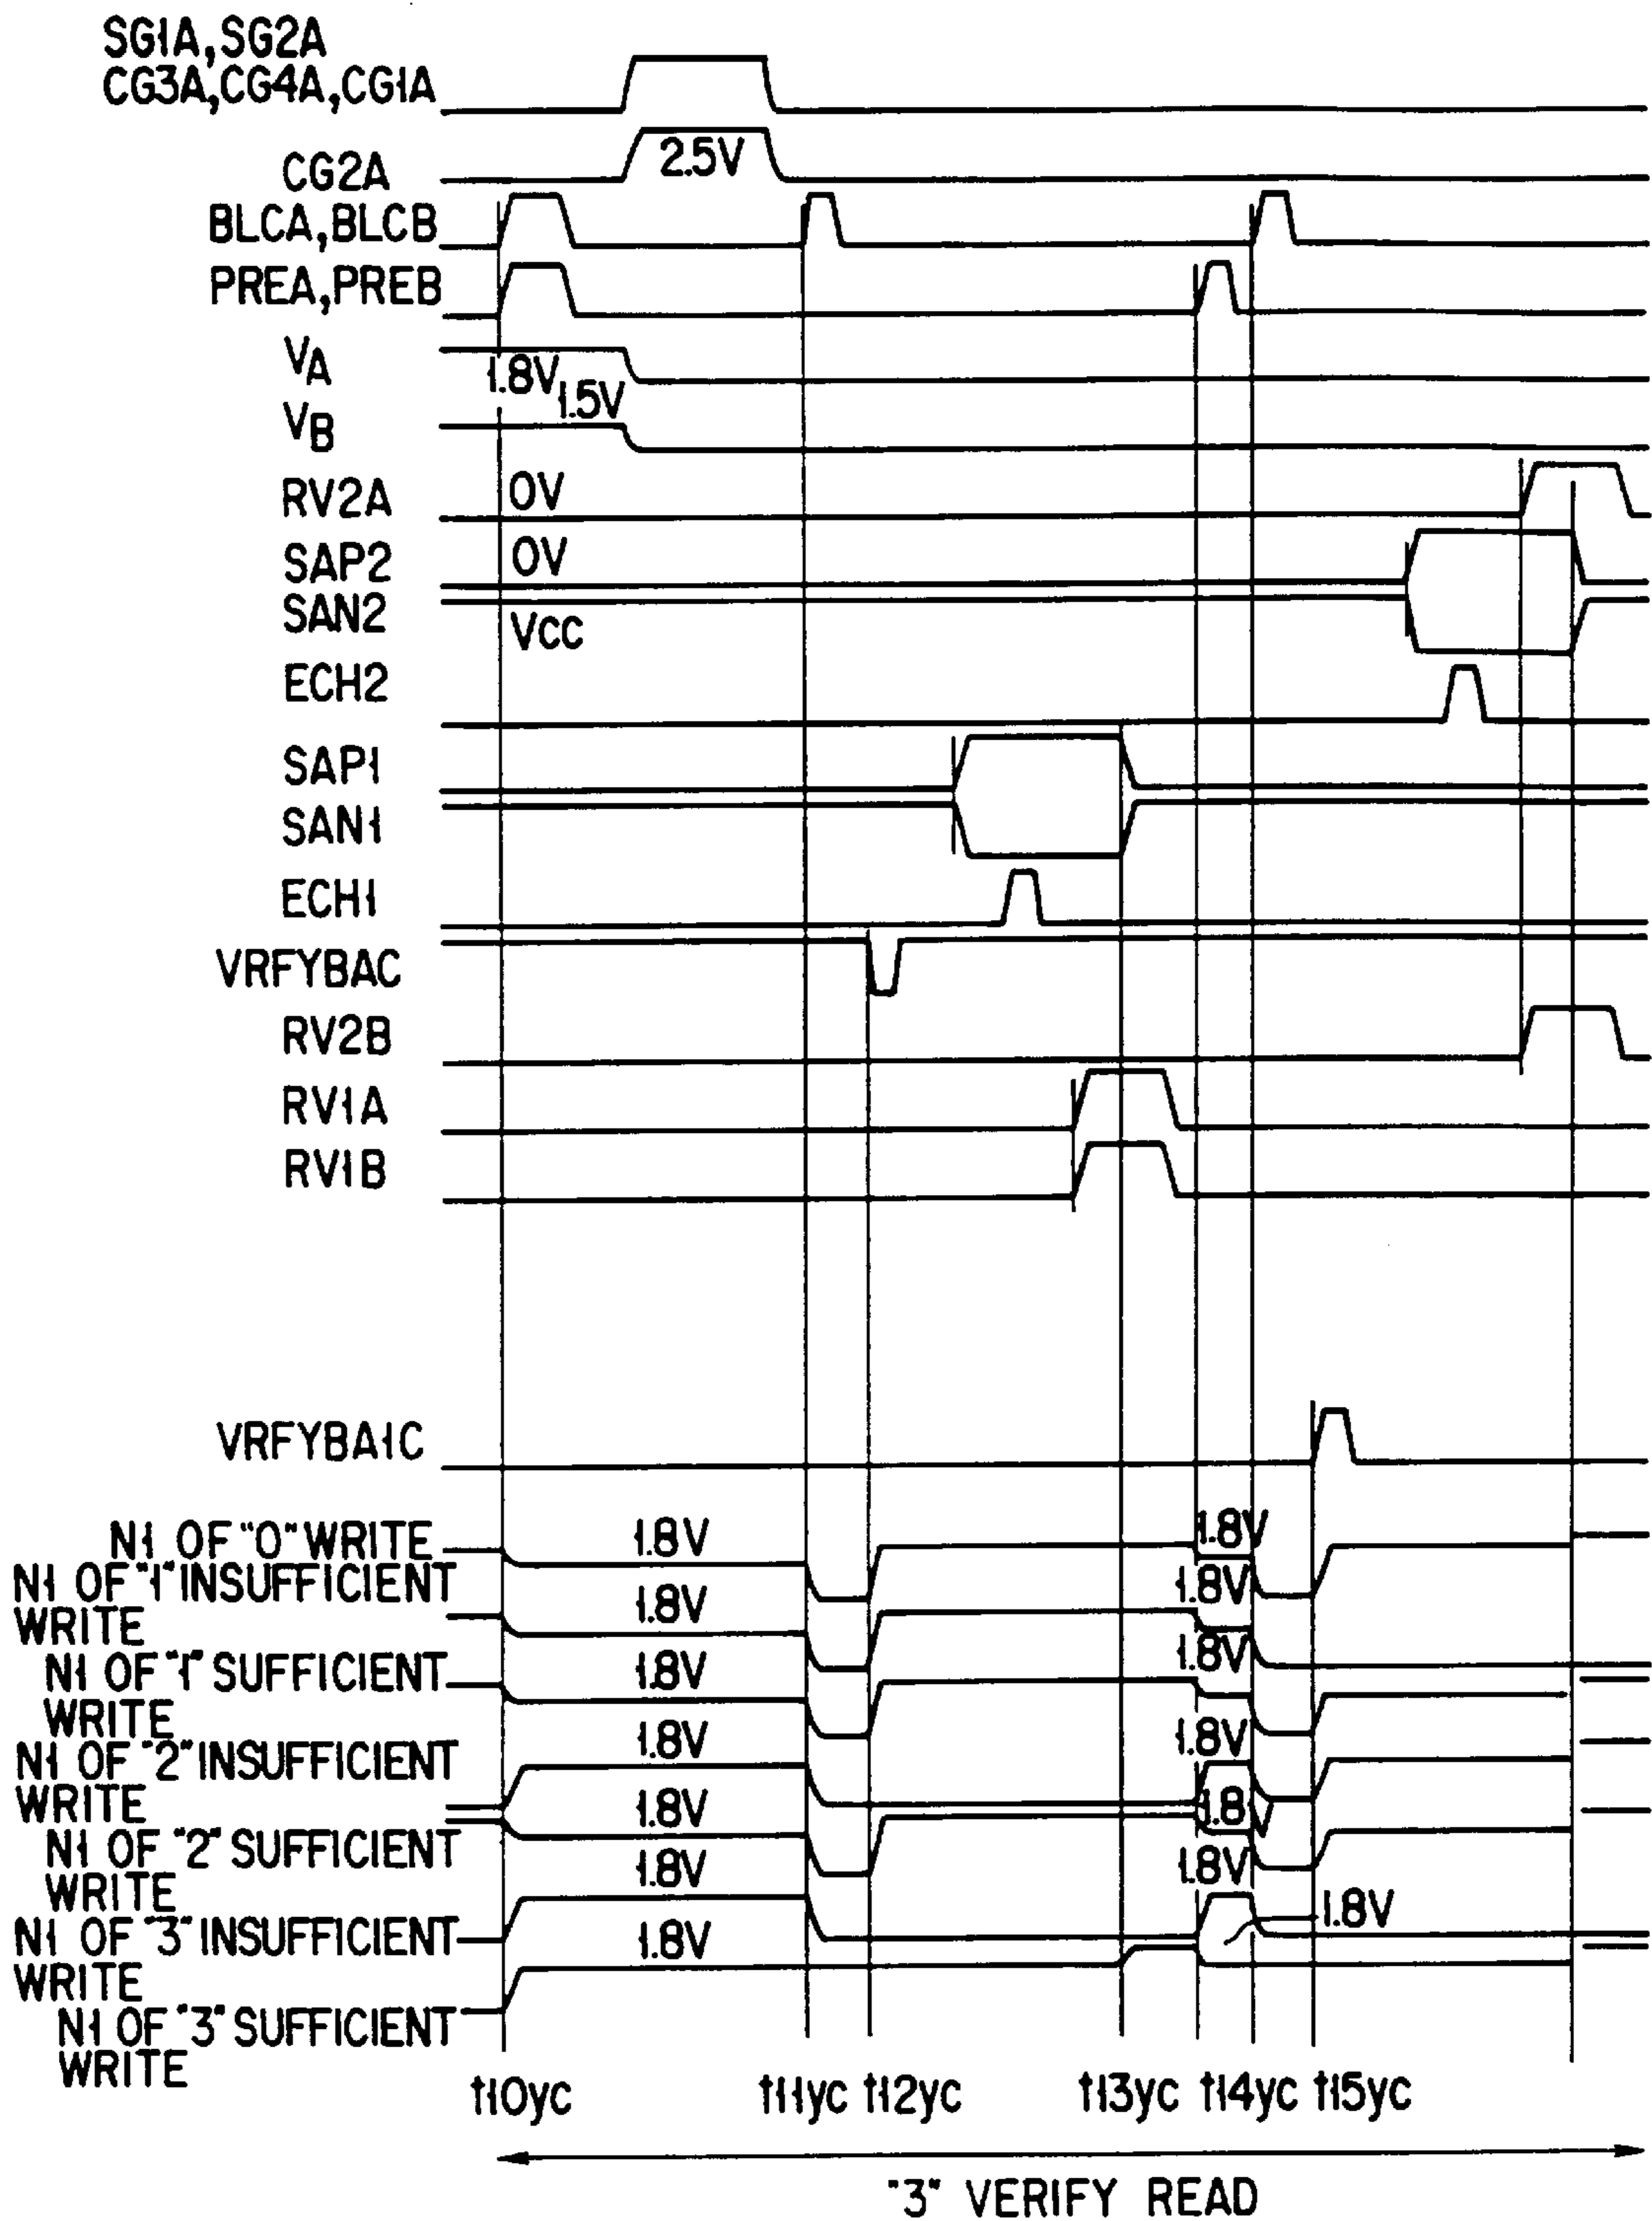 SG1A,SG2A
CG3A,CG4A,CG1A
CG2A
2.5V
BLCA,BLCB
PREA,PREB
VA
1.8V
1.5V
VB
RV2A
0V
SAP2
0V
SAN2
Vcc
ECH2
SAP1
SAN1
ECH1
VRFYBAC
RV2B
RV1A
RV1B
VRFYBA1C
N1 OF "0" WRITE
1.8V
1.8V
N1 OF "1" INSUFFICIENT
WRITE
1.8V
1.8V
N1 OF "1" SUFFICIENT
WRITE
1.8V
1.8V
N1 OF "2" INSUFFICIENT
WRITE
1.8V
1.8V
N1 OF "2" SUFFICIENT
WRITE
1.8V
1.8V
N1 OF "3" INSUFFICIENT
WRITE
1.8V
1.8V
N1 OF "3" SUFFICIENT
WRITE
1.8V
1.8V
t10yc t11yc t12yc t13yc t14yc t15yc
"3" VERIFY READ